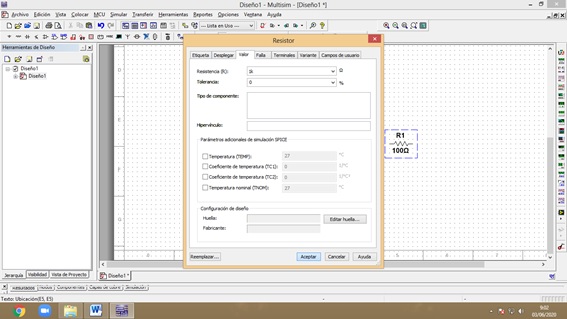 Diseño1 - Multisim - [Diseño1 *]
Archivo Edición Vista Colocar MCU Simular Transferir Herramientas Reportes Opciones Ventana Ayuda
Lista en Uso
Herramientas de Diseño
Diseño1
Diseño1
Resistor
Etiqueta Desplegar Valor Falla Terminales Variante Campos de usuario
Resistencia (R): 1k Ω
Tolerancia: 0 %
Tipo de componente:
Hipervínculo:
Parámetros adicionales de simulación SPICE
Temperatura (TEMP): 27 °C
Coeficiente de temperatura (TC1): 0
Coeficiente de temperatura (TC2): 0
Temperatura nominal (TNOM): 27 °C
Configuración de diseño
Huella: Editar huella...
Fabricante:
Reemplazar... Aceptar Cancelar Ayuda
R1
100Ω
Jerarquía Visibilidad Vista de Proyecto
Diseño1 *
Resultados Nodos Componentes Capas de cobre Simulación
Texto: Ubicación(E5, E5)
9:02
03/06/2020